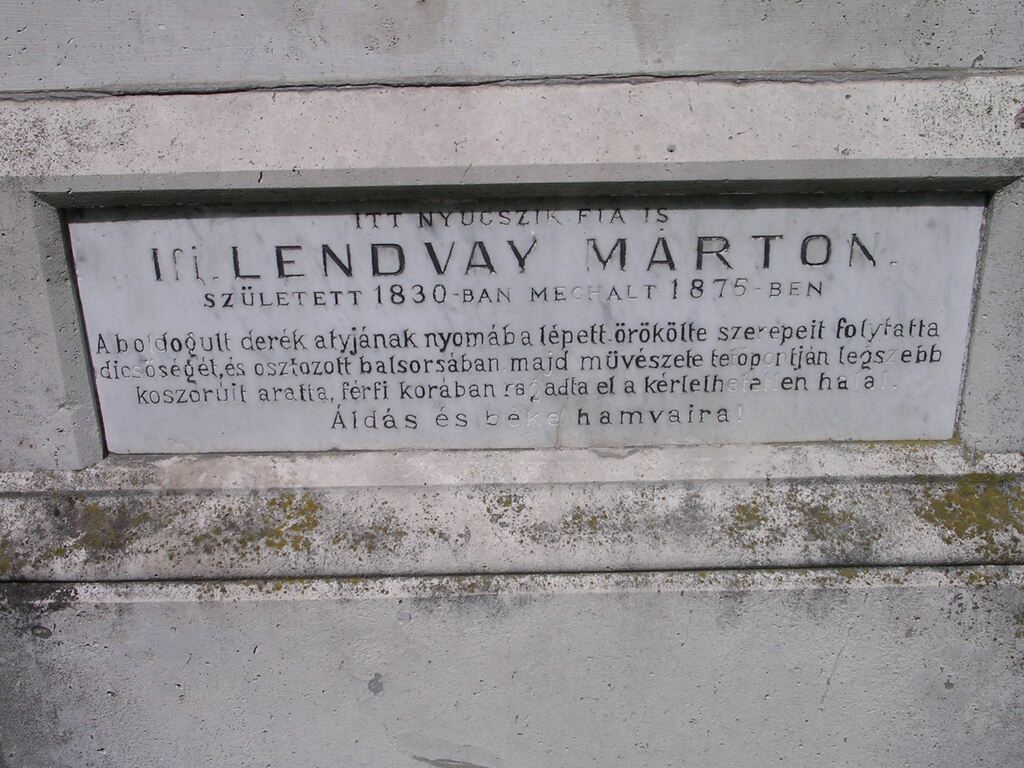 ITT NYUGSZIK FIA IS
Ifj. LENDVAY MÁRTON.
SZÜLETETT 1830-BAN MEGHALT 1875-BEN
A boldogult derék atyjának nyomába lépett. örökölte szerepeit folytatta
dicsőségét, és osztozott balsorsában majd müvészete tetőpontján legszebb
koszorúit aratta, férfi korában ragadta el a kérlelhetetlen halál.
Áldás és béke hamvaira!